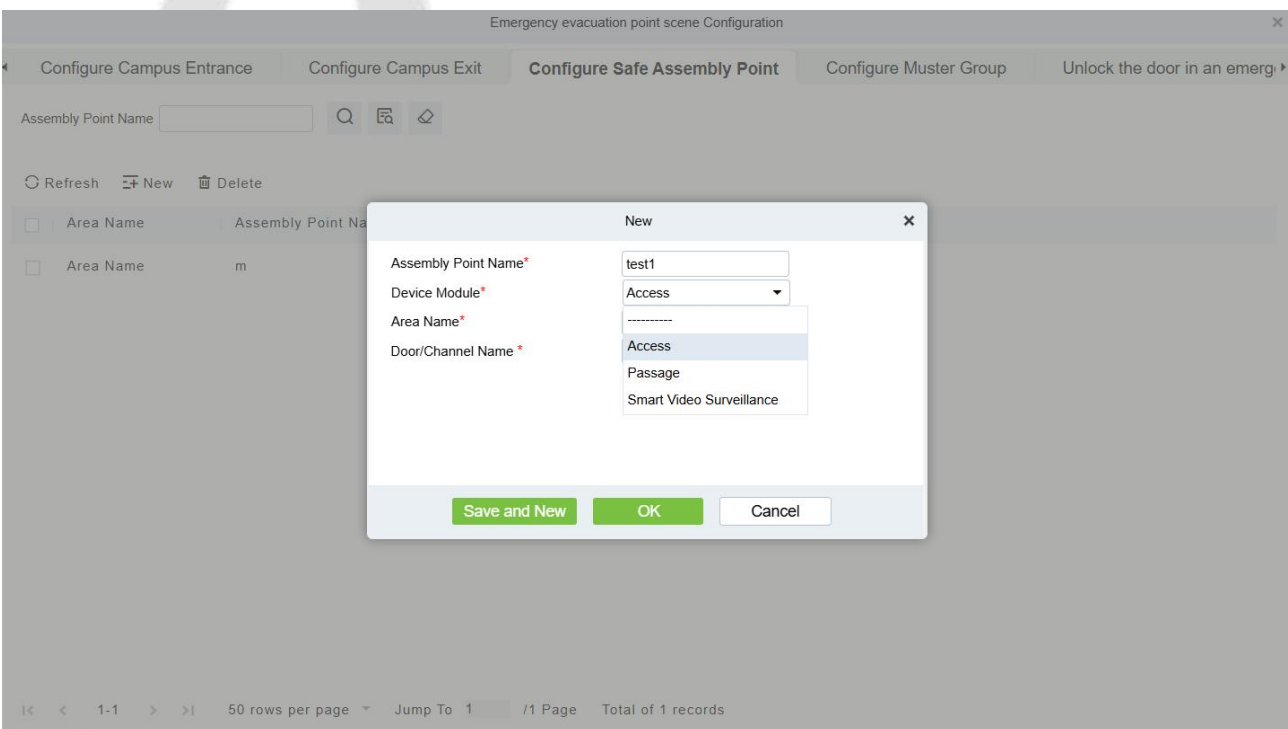 Emergency evacuation point scene Configuration
Configure Campus Entrance Configure Campus Exit Configure Safe Assembly Point Configure Muster Group Unlock the door in an emerg
Assembly Point Name
Refresh New Delete
Area Name Assembly Point Na
Area Name m
New
Assembly Point Name* test1
Device Module* Access
Area Name* ----------
Door/Channel Name * Access
Passage
Smart Video Surveillance
Save and New OK Cancel
1-1 50 rows per page Jump To 1 /1 Page Total of 1 records